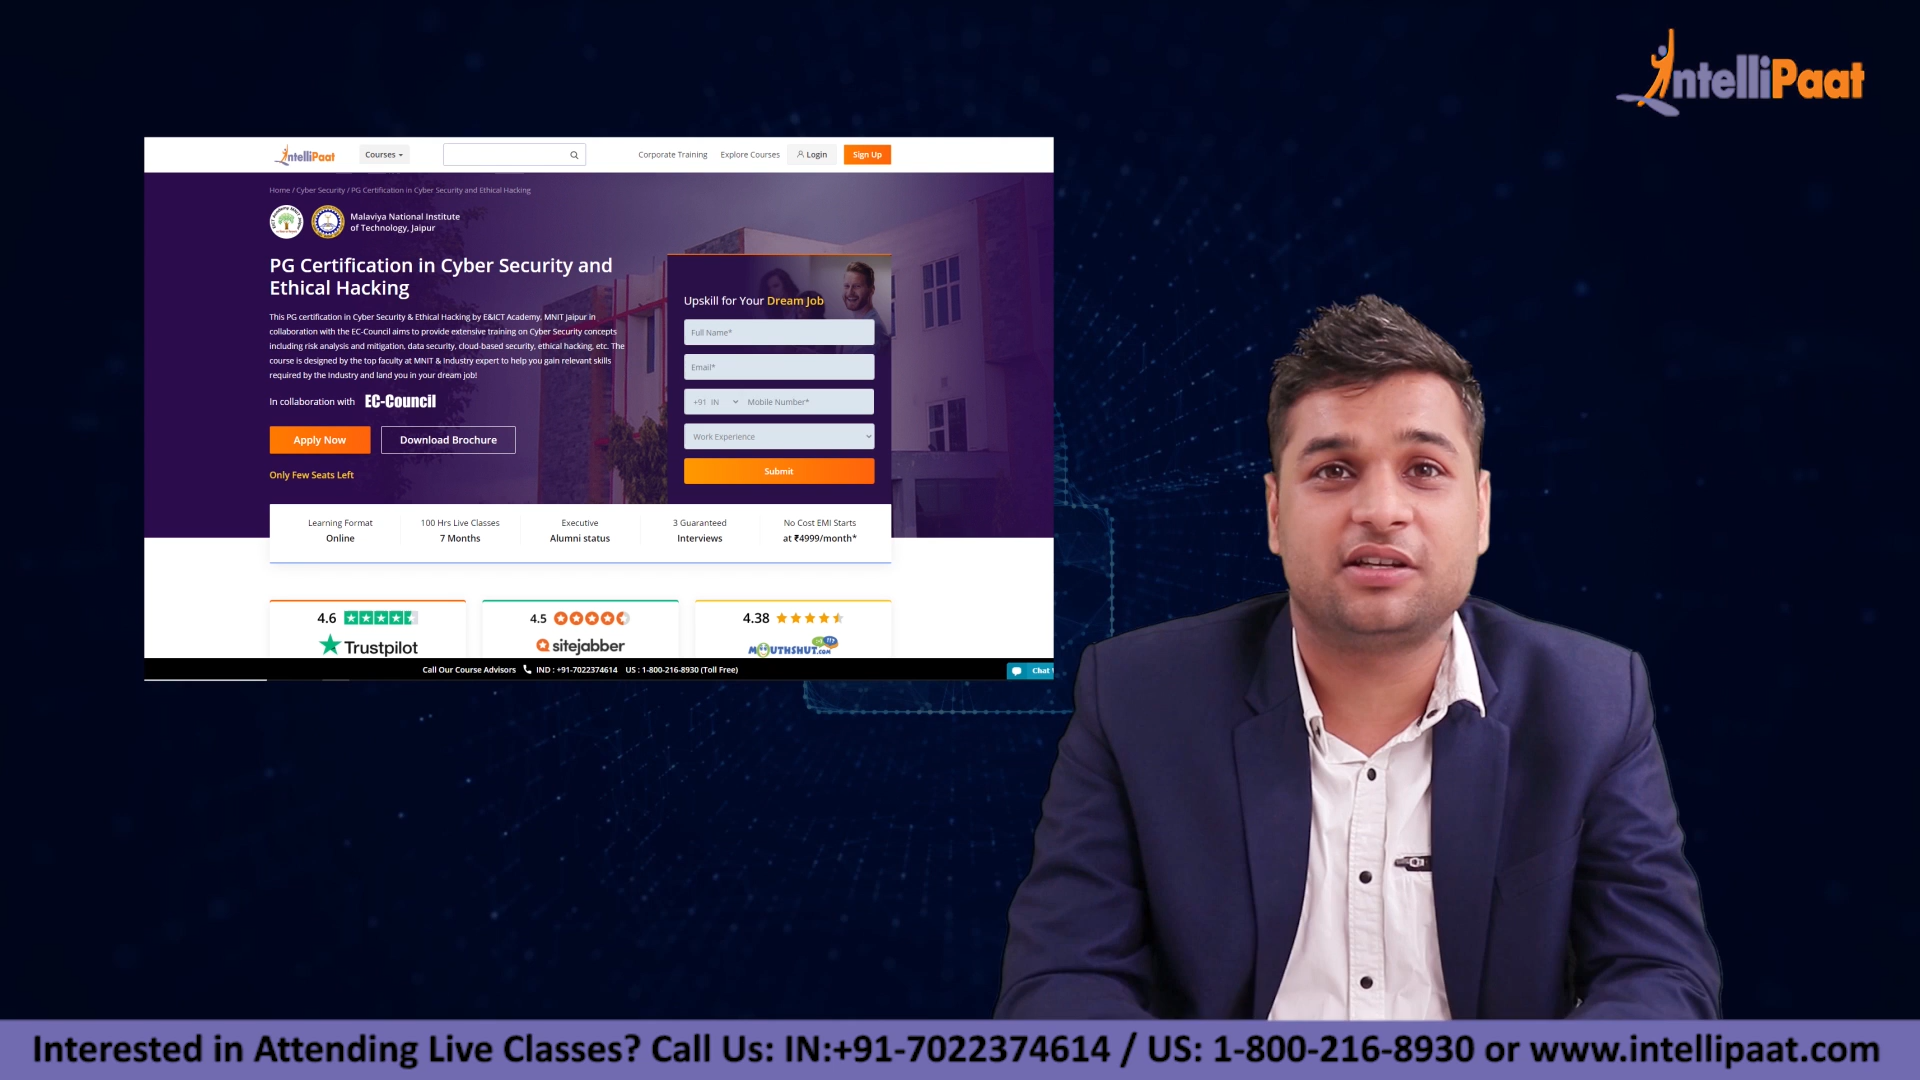 IntelliPaat
IntelliPaat
Courses
Corporate Training
Explore Courses
Login
Sign Up
Home / Cyber Security / PG Certification in Cyber Security and Ethical Hacking
Malaviya National Institute
of Technology, Jaipur
PG Certification in Cyber Security and
Ethical Hacking
This PG certification in Cyber Security & Ethical Hacking by E&ICT Academy, MNIT Jaipur in
collaboration with the EC-Council aims to provide extensive training on Cyber Security concepts
including risk analysis and mitigation, data security, cloud-based security, ethical hacking, etc. The
course is designed by the top faculty at MNIT & Industry expert to help you gain relevant skills
required by the Industry and land you in your dream job!
In collaboration with EC-Council
Apply Now
Download Brochure
Only Few Seats Left
Upskill for Your Dream Job
Full Name*
Email*
+91 IN
Mobile Number*
Work Experience
Submit
Learning Format
Online
100 Hrs Live Classes
7 Months
Executive
Alumni status
3 Guaranteed
Interviews
No Cost EMI Starts
at ₹4999/month*
4.6
Trustpilot
4.5
sitejabber
4.38
MOUTHSHUT.COM
Call Our Course Advisors IND : +91-7022374614 US : 1-800-216-8930 (Toll Free)
Chat
Interested in Attending Live Classes? Call Us: IN:+91-7022374614 / US: 1-800-216-8930 or www.intellipaat.com